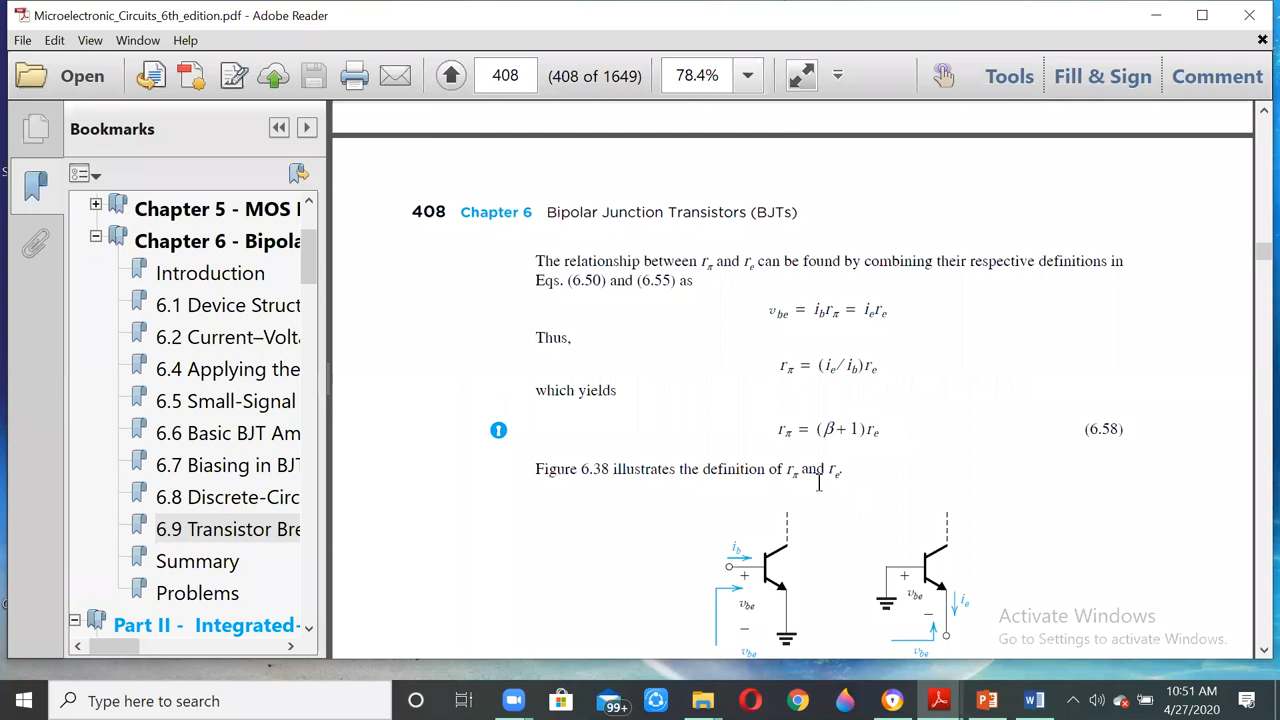 Microelectronic_Circuits_6th_edition.pdf - Adobe Reader
File Edit View Window Help
Open 408 (408 of 1649) 78.4% Tools Fill & Sign Comment
Bookmarks
Chapter 5 - MOS
Chapter 6 - Bipola
Introduction
6.1 Device Struct
6.2 Current–Volta
6.4 Applying the
6.5 Small-Signal
6.6 Basic BJT Am
6.7 Biasing in BJT
6.8 Discrete-Circ
6.9 Transistor Bre
Summary
Problems
Part II - Integrated-
408 Chapter 6 Bipolar Junction Transistors (BJTs)
The relationship between rπ and re can be found by combining their respective definitions in
Eqs. (6.50) and (6.55) as
vbe = ibrπ = iere
Thus,
rπ = (ie/ib)re
which yields
rπ = (β+1)re (6.58)
Figure 6.38 illustrates the definition of rπ and re.
ib
+
vbe
–
vbe
+
vbe
–
ie
vbe
Activate Windows
Go to Settings to activate Windows.
Type here to search
99+
10:51 AM
4/27/2020